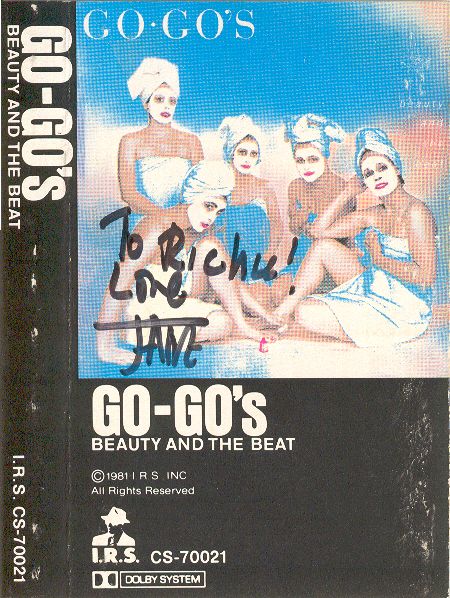 GO-GO's
BEAUTY AND THE BEAT
I.R.S. CS-70021
GO·GO'S
beauty
To Richie!
Love
JANE
GO-GO's
BEAUTY AND THE BEAT
©1981 I R S INC
All Rights Reserved
I.R.S. CS-70021
DOLBY SYSTEM